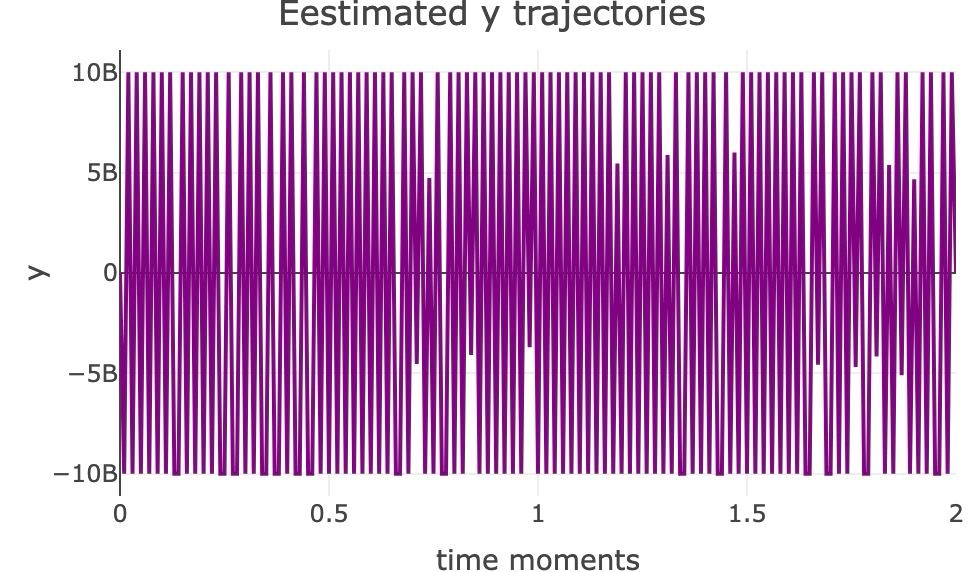 Eestimated y trajectories
10B
5B
0
−5B
−10B
y
0 0.5 1 1.5 2
time moments